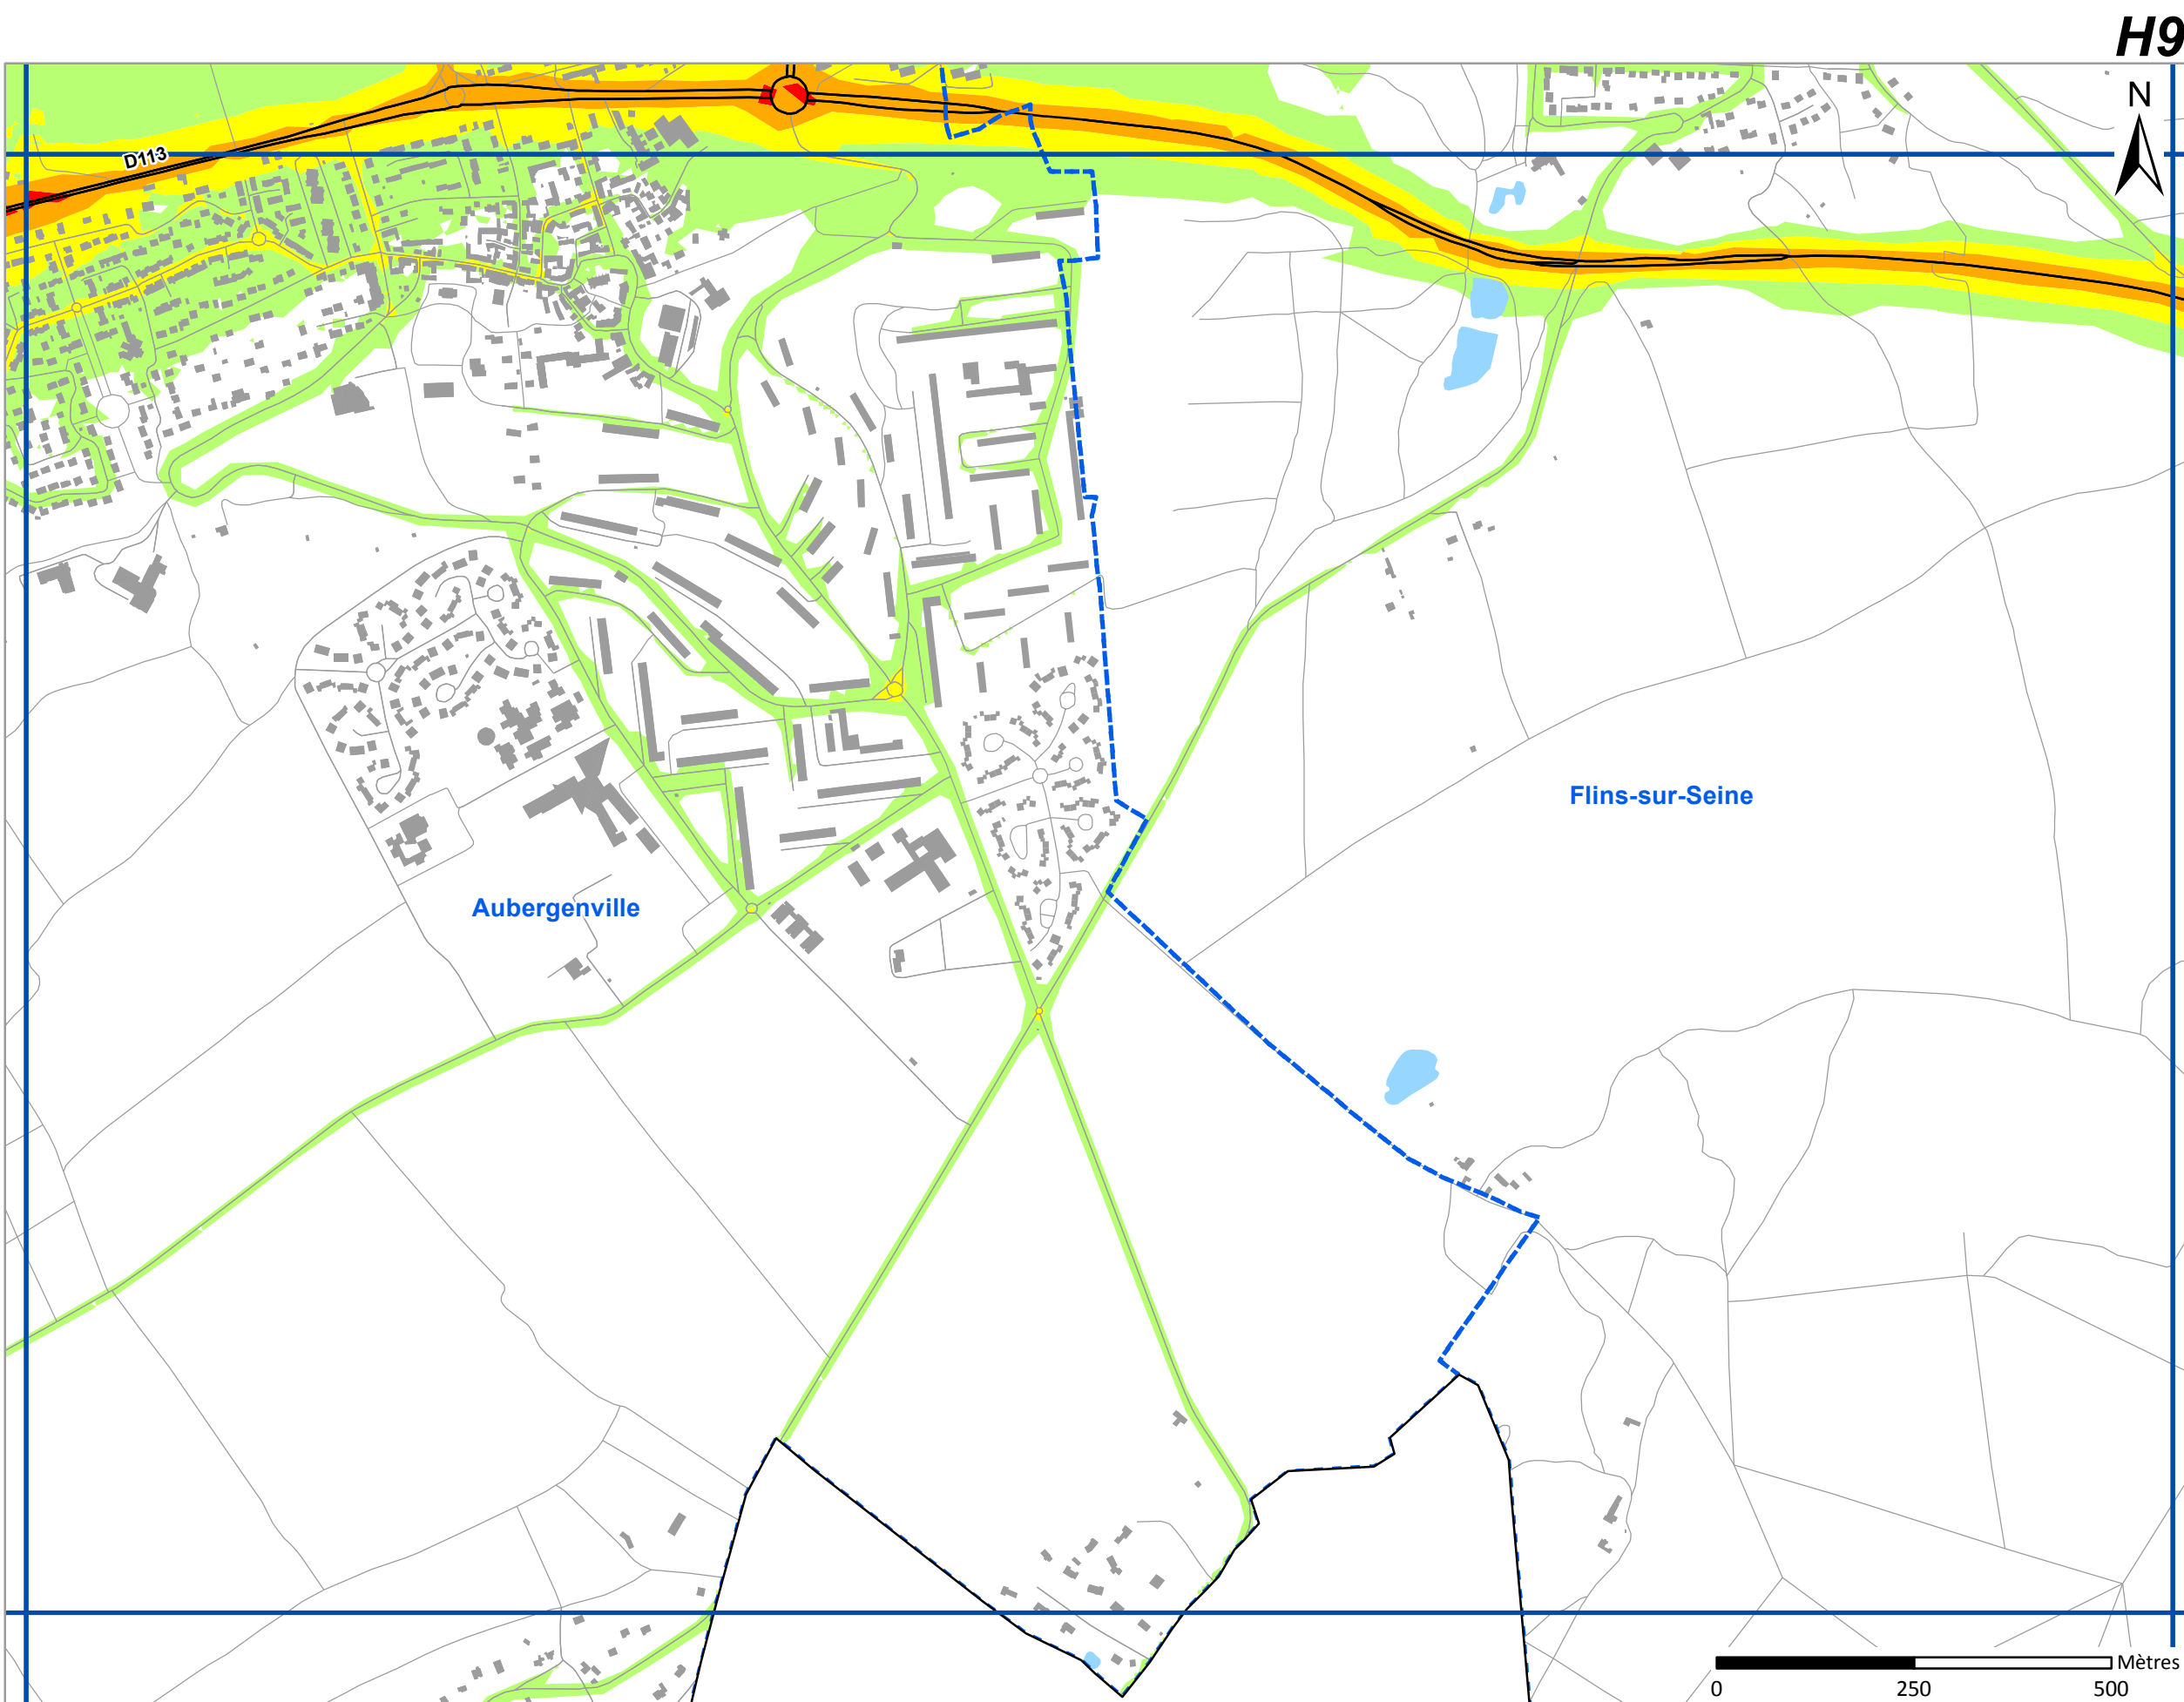 H9
N
D113
Flins-sur-Seine
Aubergenville
Mètres
0 250 500